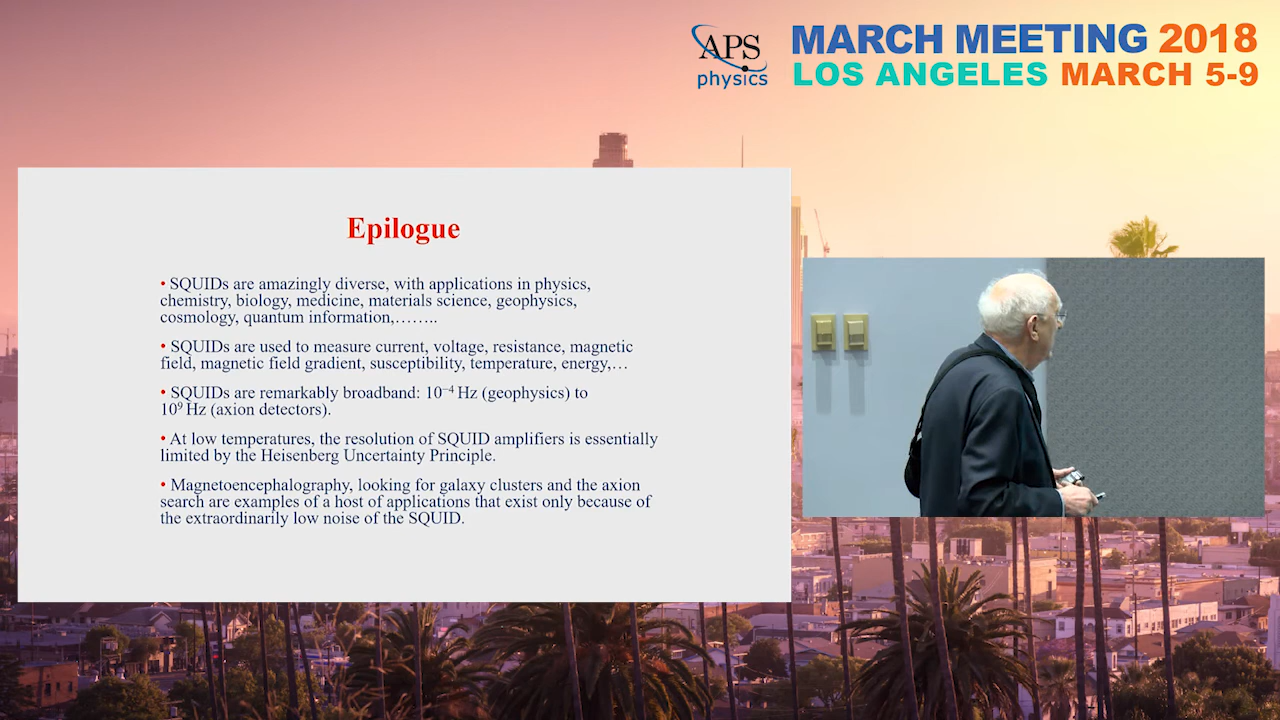 APS
physics
MARCH MEETING 2018
LOS ANGELES MARCH 5-9
Epilogue
• SQUIDs are amazingly diverse, with applications in physics,
chemistry, biology, medicine, materials science, geophysics,
cosmology, quantum information,……..
• SQUIDs are used to measure current, voltage, resistance, magnetic
field, magnetic field gradient, susceptibility, temperature, energy,…
• SQUIDs are remarkably broadband: 10⁻⁴ Hz (geophysics) to
10⁹ Hz (axion detectors).
• At low temperatures, the resolution of SQUID amplifiers is essentially
limited by the Heisenberg Uncertainty Principle.
• Magnetoencephalography, looking for galaxy clusters and the axion
search are examples of a host of applications that exist only because of
the extraordinarily low noise of the SQUID.